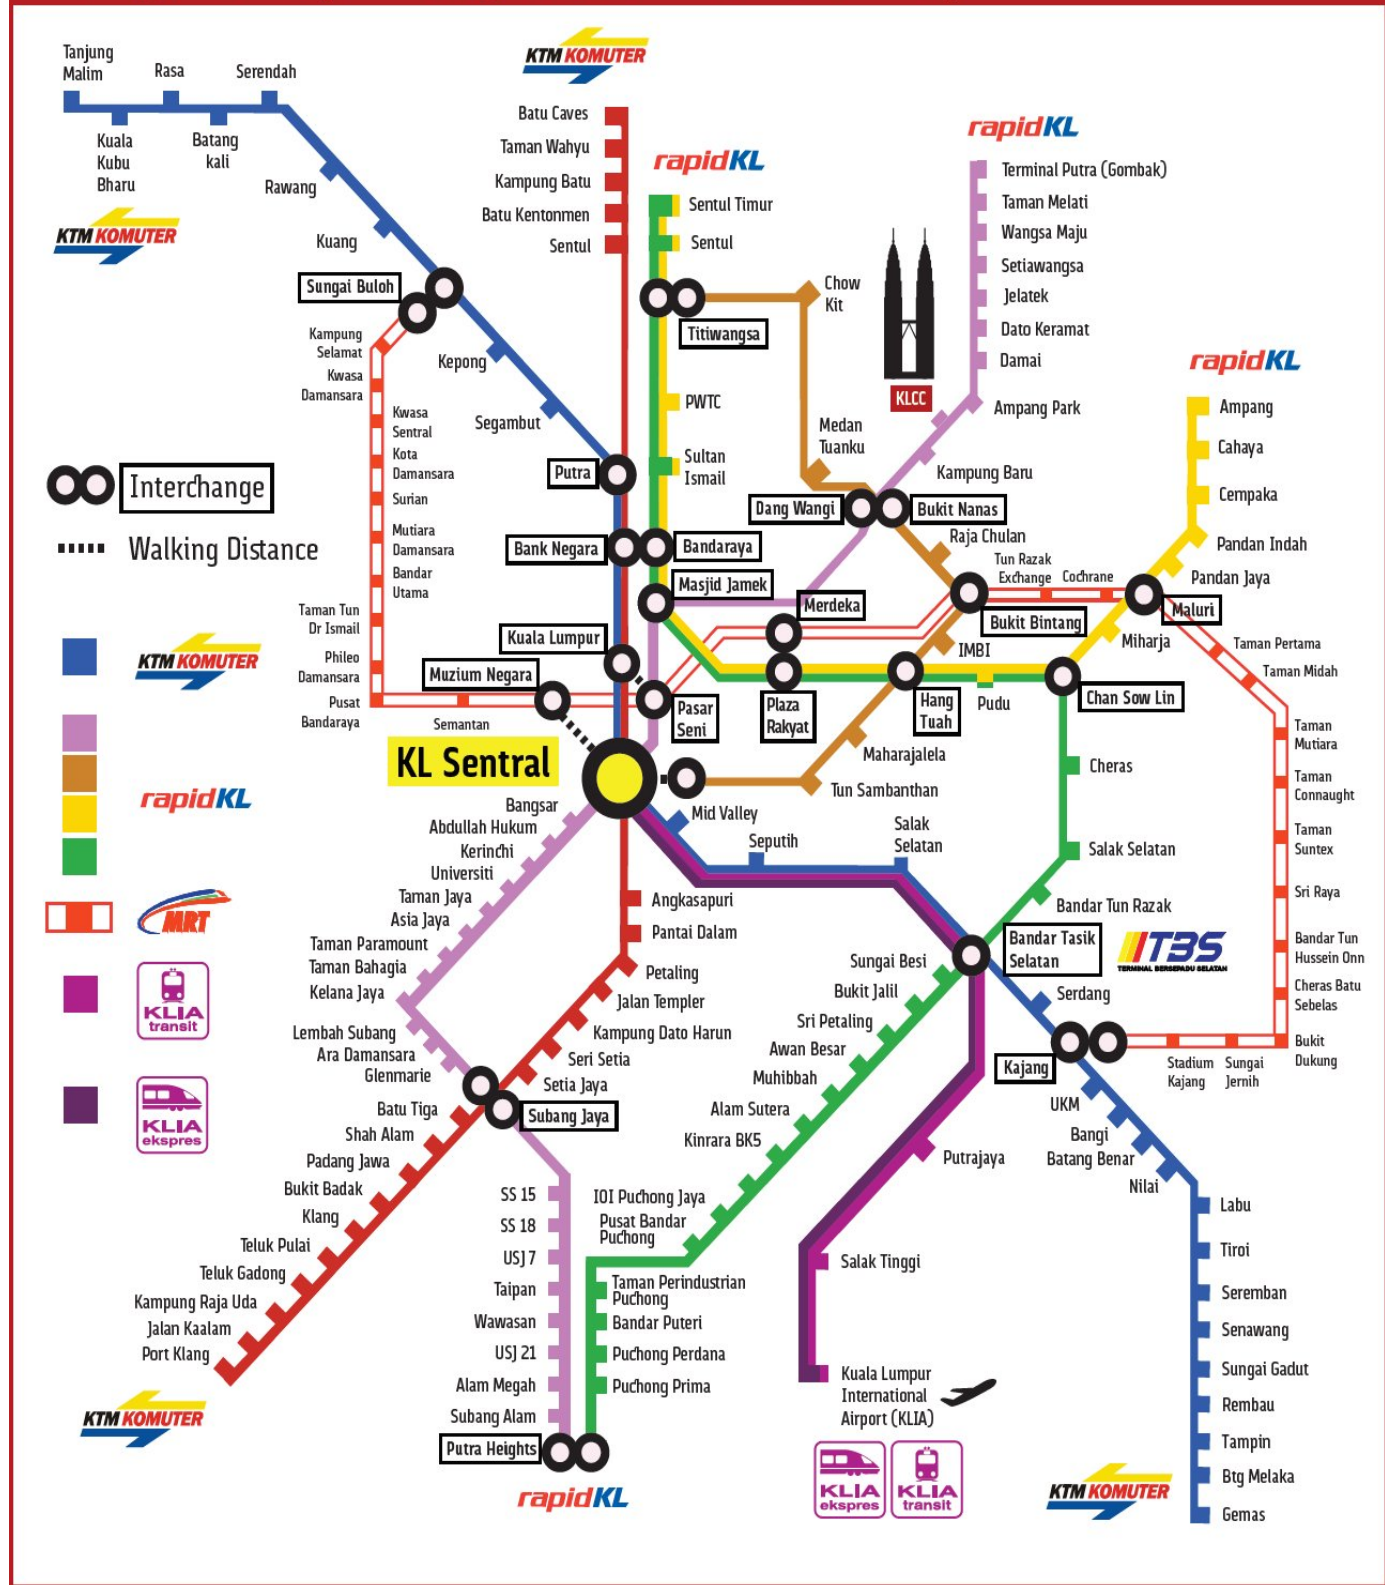 Tanjung
Malim
Rasa
Serendah
Kuala
Kubu
Bharu
Batang
kali
Rawang
Kuang
KTM KOMUTER
KTM KOMUTER
Batu Caves
Taman Wahyu
Kampung Batu
Batu Kentonmen
Sentul
rapidKL
Sentul Timur
Sentul
Titiwangsa
Chow
Kit
PWTC
Sultan
Ismail
Medan
Tuanku
rapidKL
Terminal Putra (Gombak)
Taman Melati
Wangsa Maju
Setiawangsa
Jelatek
Dato Keramat
Damai
Ampang Park
KLCC
Kampung Baru
rapidKL
Ampang
Cahaya
Cempaka
Pandan Indah
Pandan Jaya
Sungai Buloh
Kampung
Selamat
Kwasa
Damansara
Kwasa
Sentral
Kota
Damansara
Surian
Mutiara
Damansara
Bandar
Utama
Taman Tun
Dr Ismail
Phileo
Damansara
Pusat
Bandaraya
Semantan
Kepong
Segambut
Putra
Interchange
Walking Distance
Bank Negara
Bandaraya
Masjid Jamek
Dang Wangi
Bukit Nanas
Raja Chulan
Tun Razak
Exchange
Cochrane
Maluri
Merdeka
Bukit Bintang
Miharja
IMBI
Kuala Lumpur
Muzium Negara
Pasar
Seni
Plaza
Rakyat
Hang
Tuah
Pudu
Chan Sow Lin
Taman Pertama
Taman Midah
Taman
Mutiara
Taman
Connaught
Taman
Suntex
Sri Raya
Bandar Tun
Hussein Onn
Cheras Batu
Sebelas
Bukit
Dukung
Stadium
Kajang
Sungai
Jernih
KL Sentral
Maharajalela
Tun Sambanthan
Cheras
Salak Selatan
Bandar Tun Razak
Bandar Tasik
Selatan
TBS
TERMINAL BERSEPADU SELATAN
KTM KOMUTER
rapidKL
MRT
KLIA
transit
KLIA
ekspres
Bangsar
Abdullah Hukum
Kerinchi
Universiti
Taman Jaya
Asia Jaya
Taman Paramount
Taman Bahagia
Kelana Jaya
Lembah Subang
Ara Damansara
Glenmarie
Subang Jaya
Mid Valley
Seputih
Salak
Selatan
Angkasapuri
Pantai Dalam
Petaling
Jalan Templer
Kampung Dato Harun
Seri Setia
Setia Jaya
Batu Tiga
Shah Alam
Padang Jawa
Bukit Badak
Klang
Teluk Pulai
Teluk Gadong
Kampung Raja Uda
Jalan Kaalam
Port Klang
KTM KOMUTER
Sungai Besi
Bukit Jalil
Sri Petaling
Awan Besar
Muhibbah
Alam Sutera
Kinrara BK5
IOI Puchong Jaya
Pusat Bandar
Puchong
Taman Perindustrian
Puchong
Bandar Puteri
Puchong Perdana
Puchong Prima
SS 15
SS 18
USJ 7
Taipan
Wawasan
USJ 21
Alam Megah
Subang Alam
Putra Heights
rapidKL
Serdang
Kajang
UKM
Bangi
Batang Benar
Nilai
Putrajaya
Salak Tinggi
Kuala Lumpur
International
Airport (KLIA)
KLIA
ekspres
KLIA
transit
Labu
Tiroi
Seremban
Senawang
Sungai Gadut
Rembau
Tampin
Btg Melaka
Gemas
KTM KOMUTER